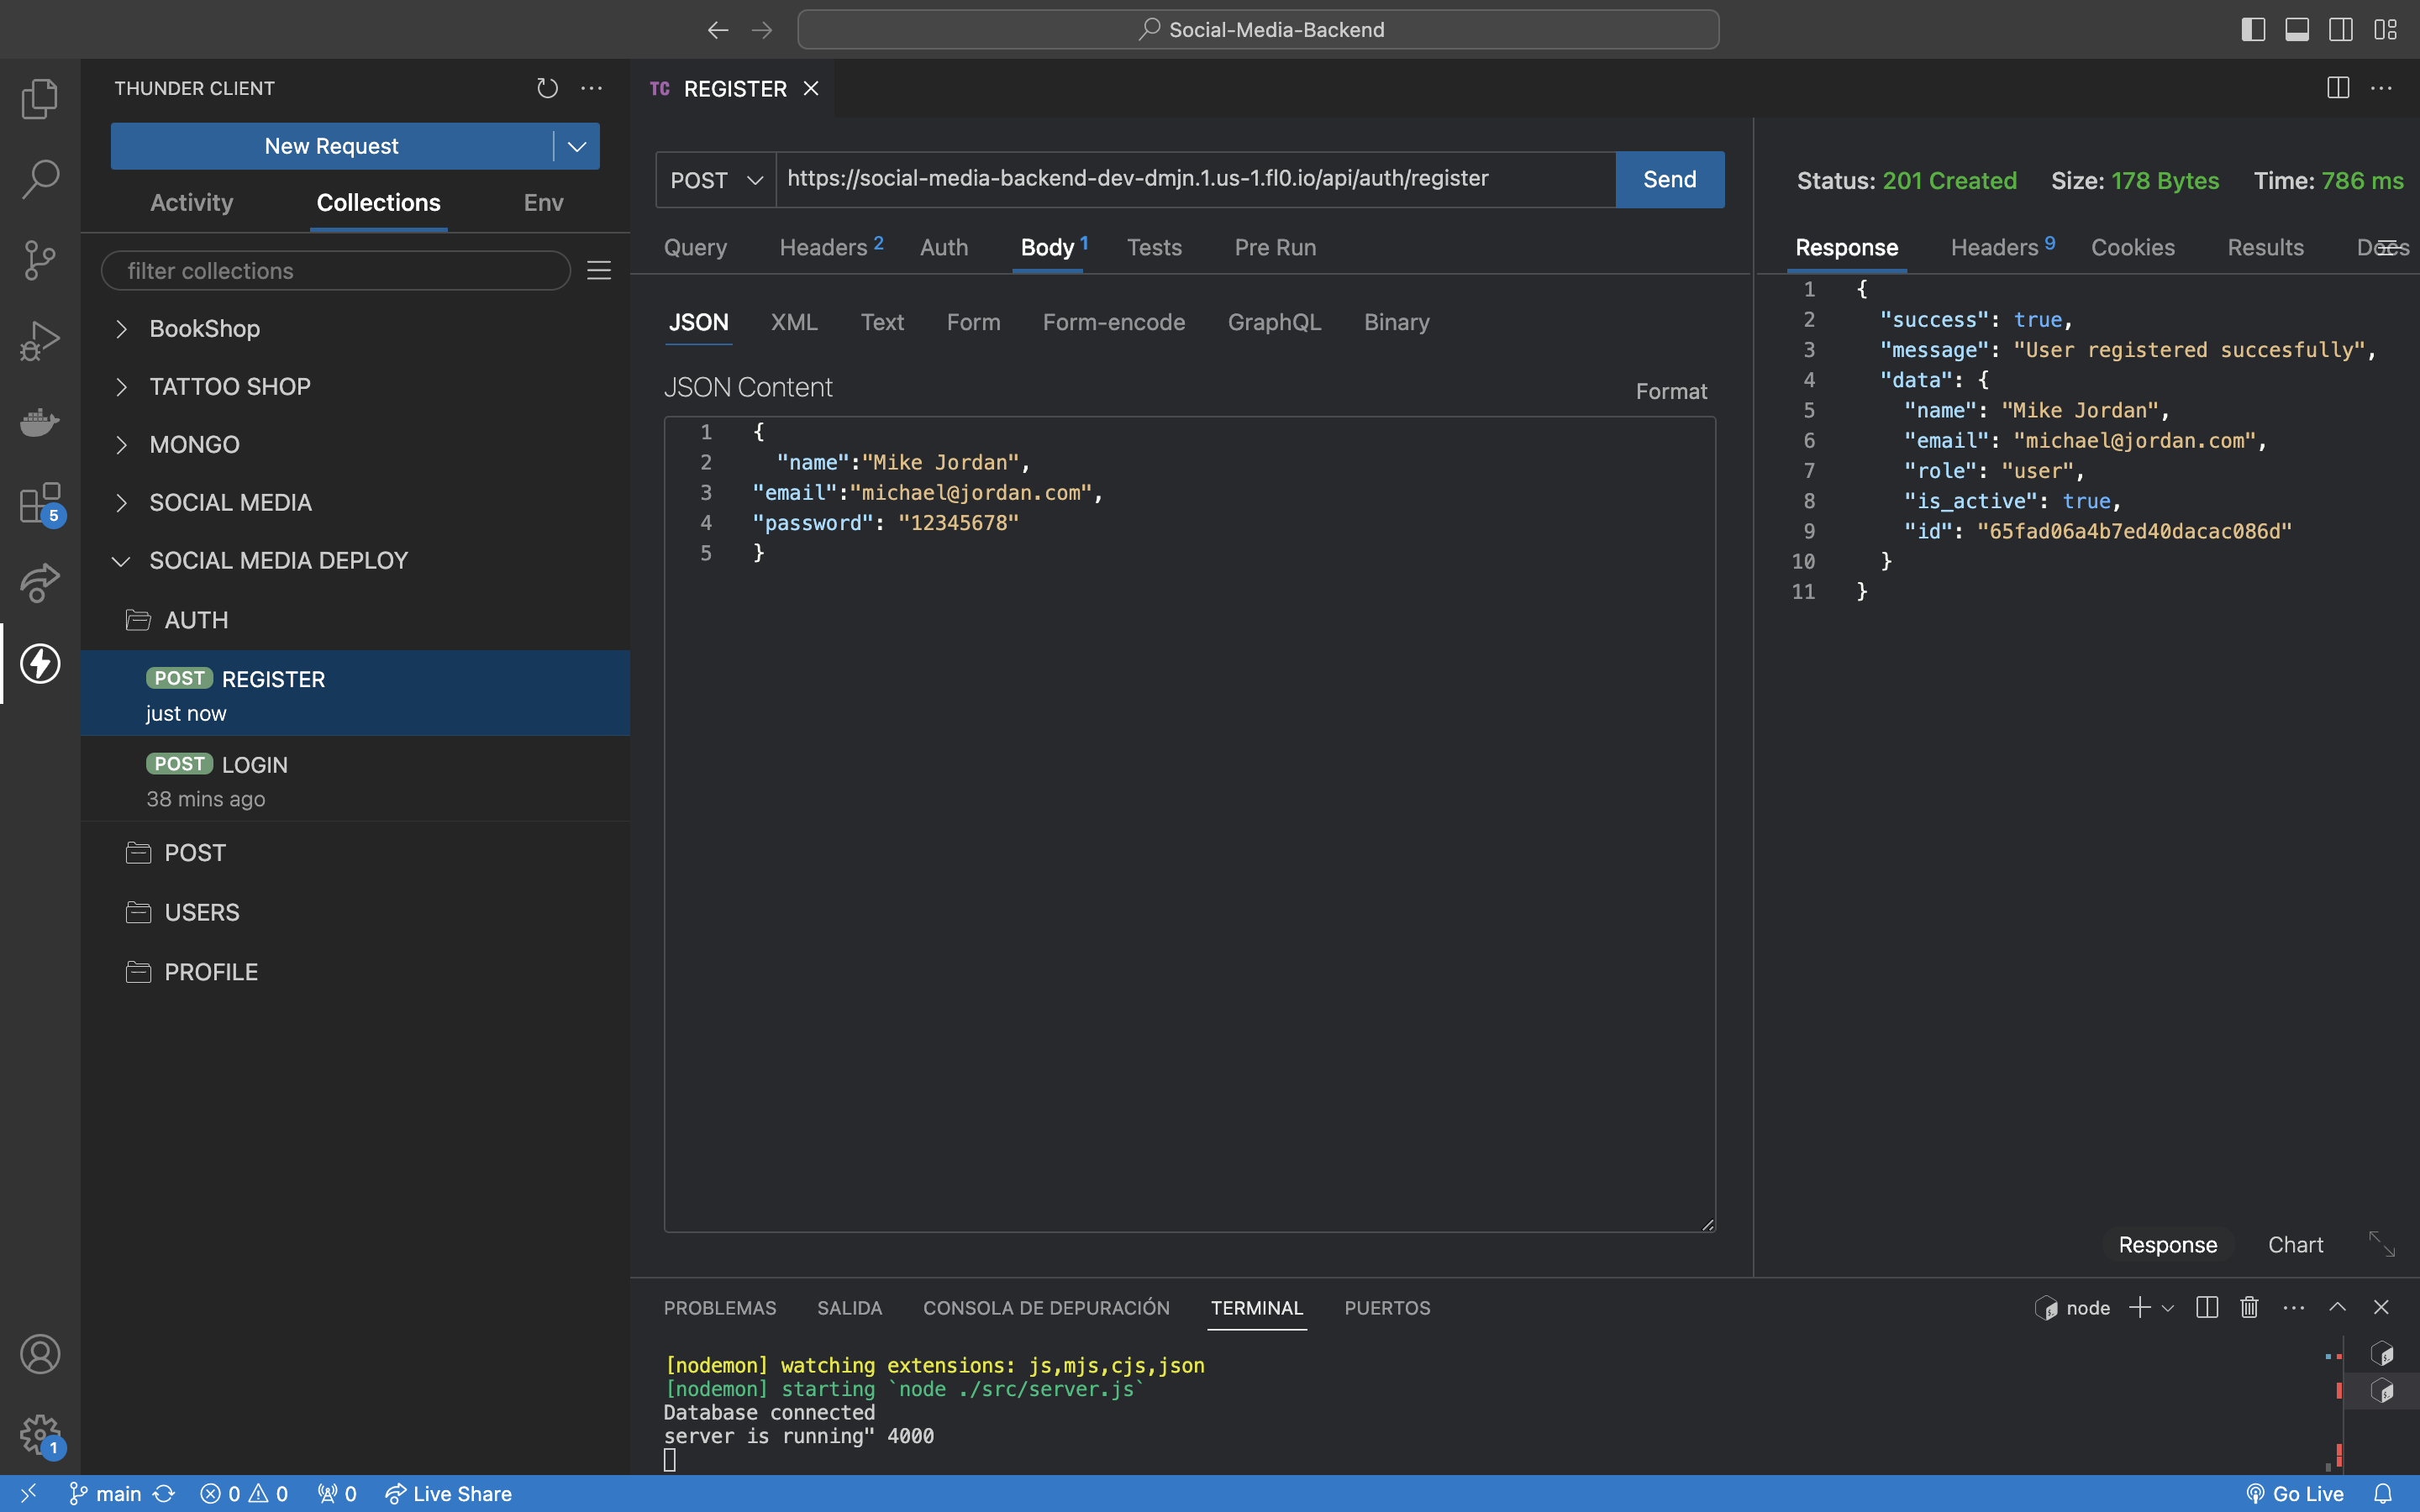 Social-Media-Backend
THUNDER CLIENT
New Request
Activity Collections Env
filter collections
BookShop
TATTOO SHOP
MONGO
SOCIAL MEDIA
SOCIAL MEDIA DEPLOY
AUTH
POST REGISTER
just now
POST LOGIN
38 mins ago
POST
USERS
PROFILE
5
1
TC REGISTER
POST https://social-media-backend-dev-dmjn.1.us-1.fl0.io/api/auth/register Send
Query Headers 2 Auth Body 1 Tests Pre Run
JSON XML Text Form Form-encode GraphQL Binary
JSON Content Format
1 {
2 "name":"Mike Jordan",
3 "email":"michael@jordan.com",
4 "password": "12345678"
5 }
Status: 201 Created Size: 178 Bytes Time: 786 ms
Response Headers 9 Cookies Results Docs
1 {
2 "success": true,
3 "message": "User registered succesfully",
4 "data": {
5 "name": "Mike Jordan",
6 "email": "michael@jordan.com",
7 "role": "user",
8 "is_active": true,
9 "id": "65fad06a4b7ed40dacac086d"
10 }
11 }
Response Chart
PROBLEMAS SALIDA CONSOLA DE DEPURACIÓN TERMINAL PUERTOS
node
[nodemon] watching extensions: js,mjs,cjs,json
[nodemon] starting `node ./src/server.js`
Database connected
server is running" 4000
main 0 0 0 Live Share Go Live